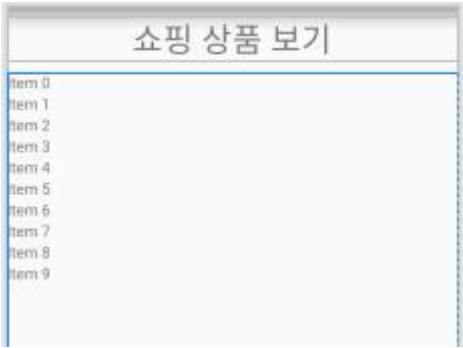 쇼핑 상품 보기
Item 0
Item 1
Item 2
Item 3
Item 4
Item 5
Item 6
Item 7
Item 8
Item 9